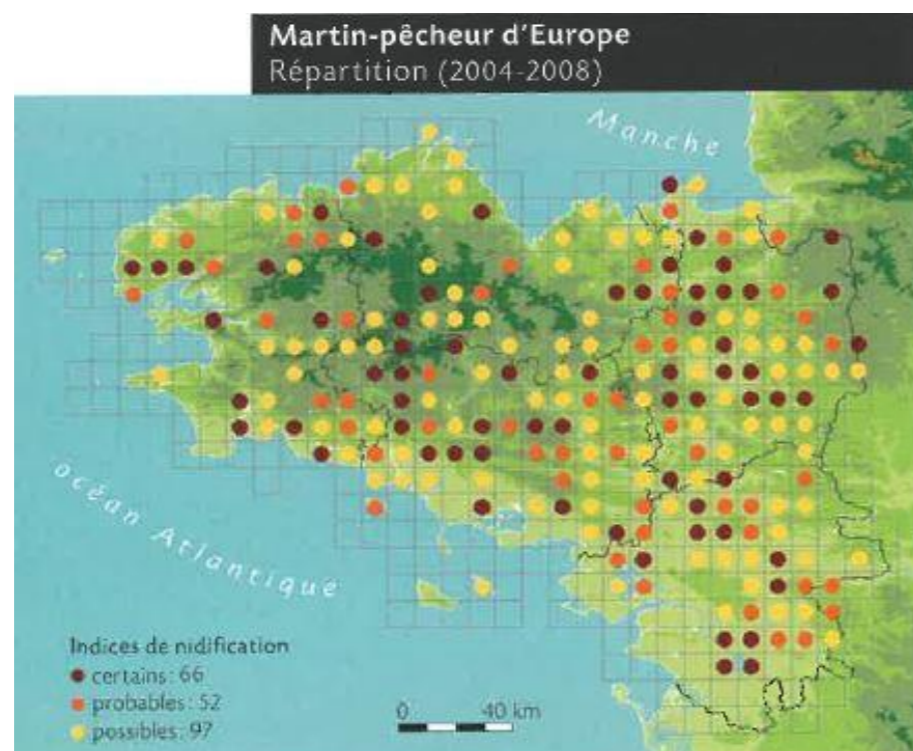 Martin-pêcheur d'Europe
Répartition (2004-2008)
Manche
océan Atlantique
Indices de nidification
certains: 66
probables: 52
possibles: 97
0 40 km